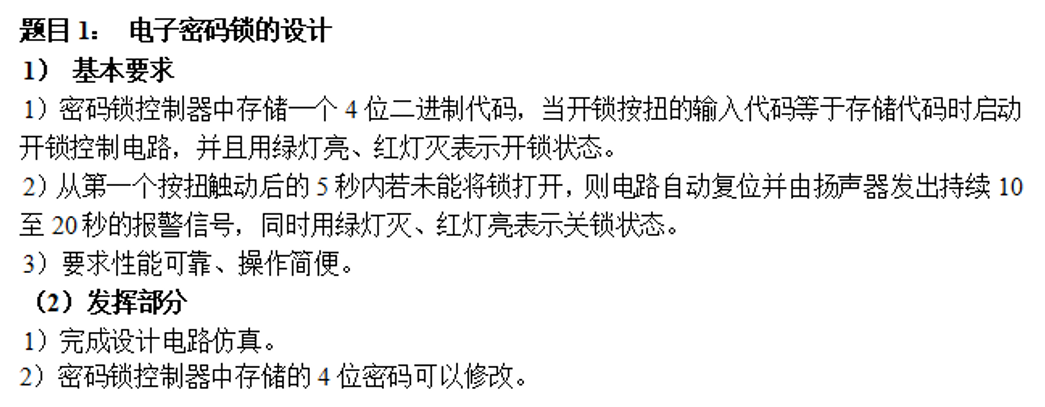 题目1： 电子密码锁的设计
1） 基本要求
1）密码锁控制器中存储一个4位二进制代码，当开锁按扭的输入代码等于存储代码时启动
开锁控制电路，并且用绿灯亮、红灯灭表示开锁状态。
2）从第一个按扭触动后的5秒内若未能将锁打开，则电路自动复位并由扬声器发出持续10
至20秒的报警信号，同时用绿灯灭、红灯亮表示关锁状态。
3）要求性能可靠、操作简便。
（2）发挥部分
1）完成设计电路仿真。
2）密码锁控制器中存储的4位密码可以修改。